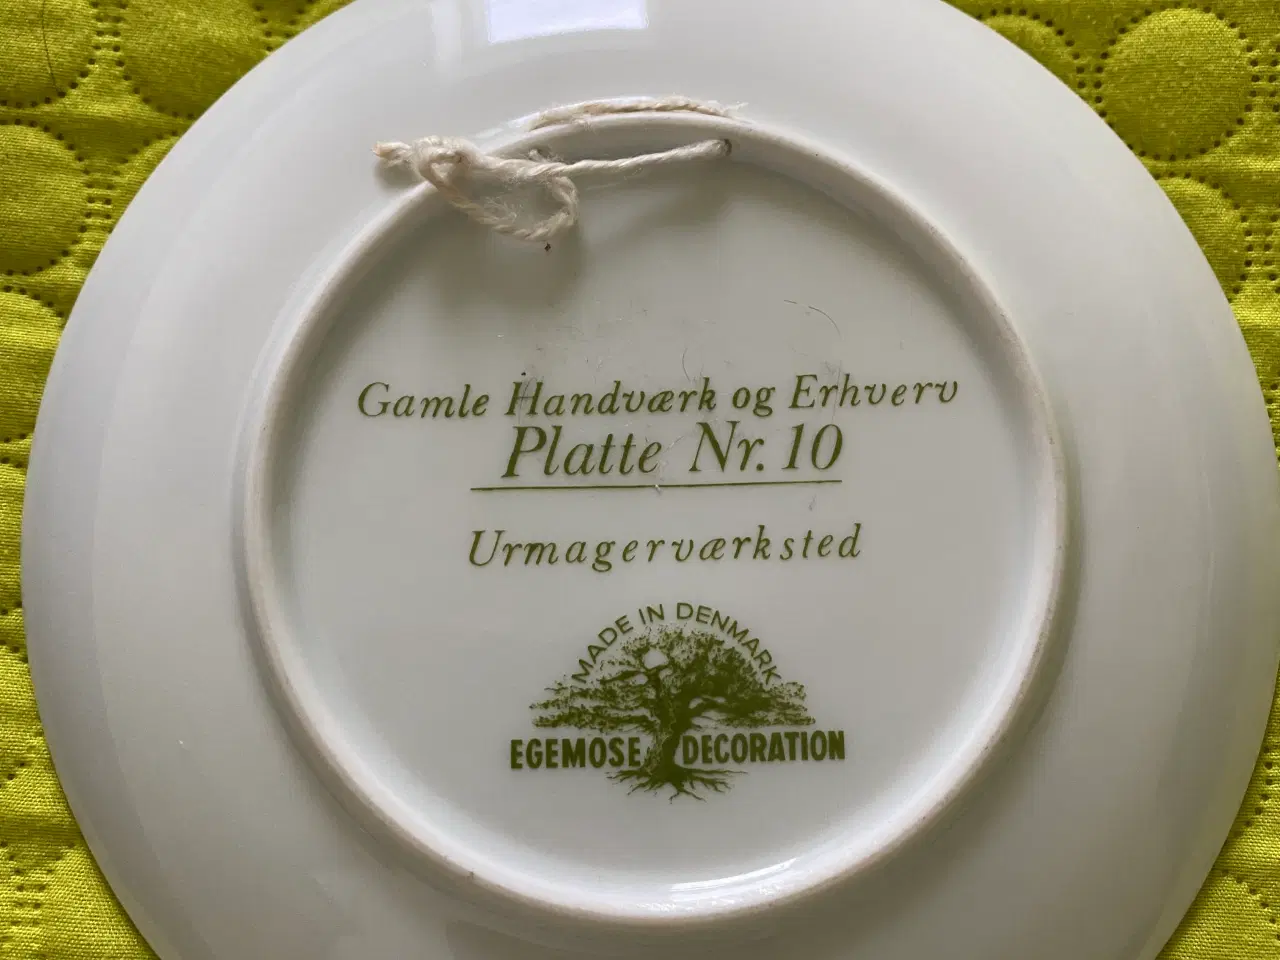 Gamle Handværk og Erhverv
Platte Nr. 10
Urmagerværksted
MADE IN DENMARK
EGEMOSE DECORATION